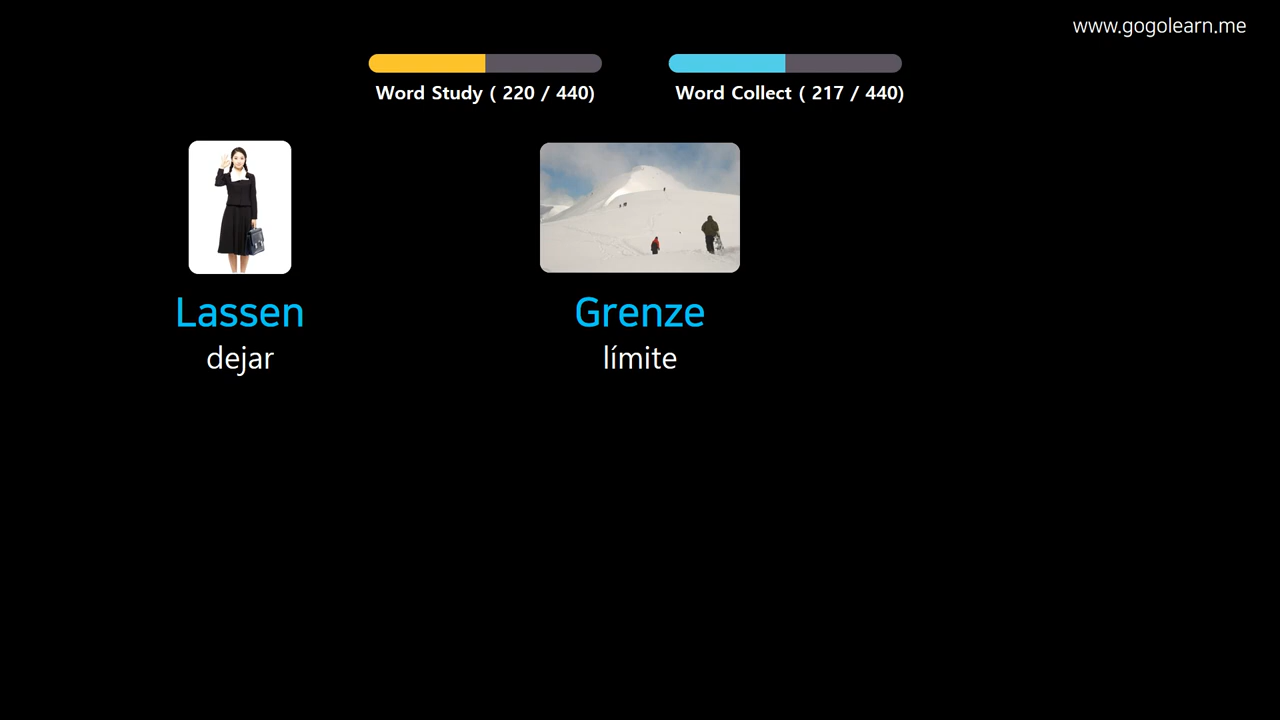 www.gogolearn.me
Word Study ( 220 / 440)
Word Collect ( 217 / 440)
Lassen
dejar
Grenze
límite